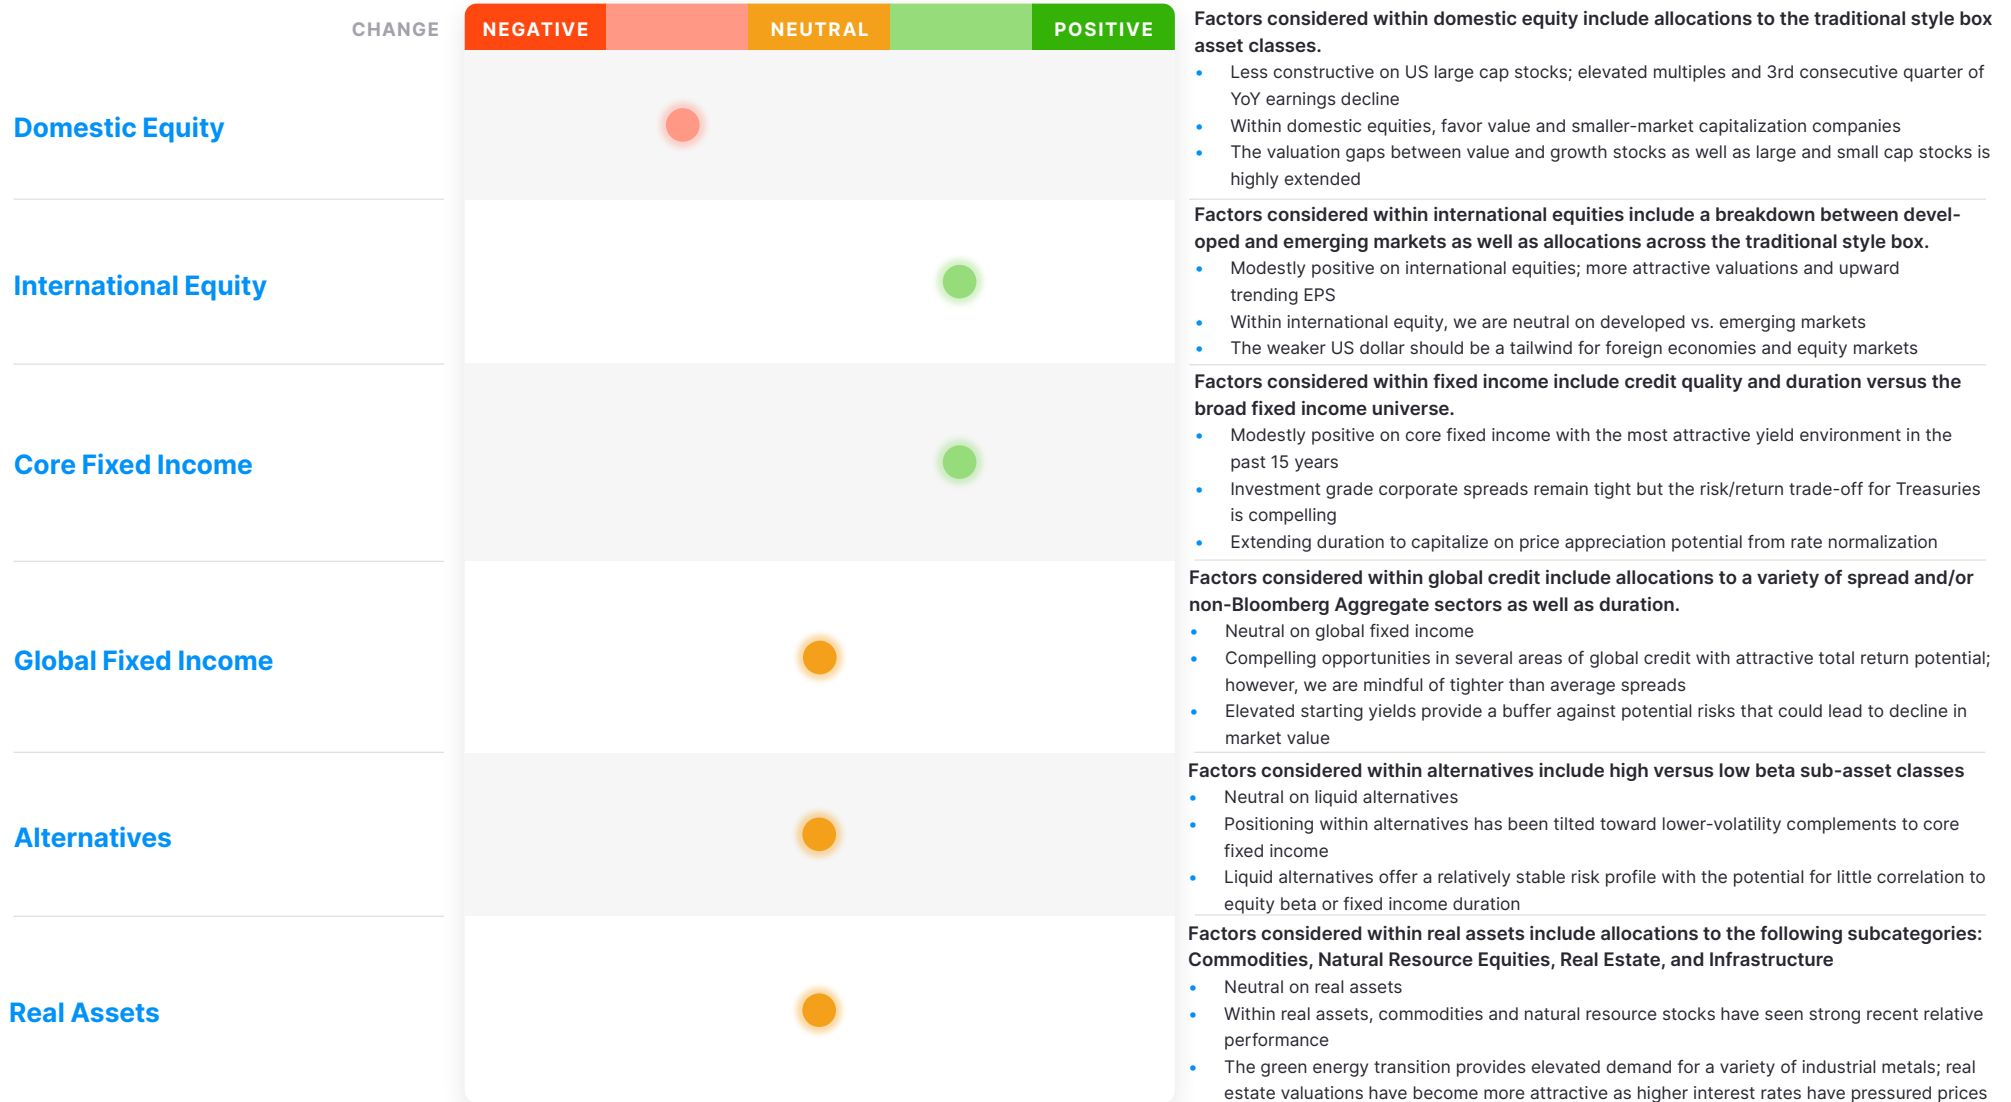 CHANGE
NEGATIVE
NEUTRAL
POSITIVE
Factors considered within domestic equity include allocations to the traditional style box
asset classes.
• Less constructive on US large cap stocks; elevated multiples and 3rd consecutive quarter of
YoY earnings decline
• Within domestic equities, favor value and smaller-market capitalization companies
• The valuation gaps between value and growth stocks as well as large and small cap stocks is
highly extended
Domestic Equity
Factors considered within international equities include a breakdown between devel-
oped and emerging markets as well as allocations across the traditional style box.
• Modestly positive on international equities; more attractive valuations and upward
trending EPS
• Within international equity, we are neutral on developed vs. emerging markets
• The weaker US dollar should be a tailwind for foreign economies and equity markets
International Equity
Factors considered within fixed income include credit quality and duration versus the
broad fixed income universe.
• Modestly positive on core fixed income with the most attractive yield environment in the
past 15 years
• Investment grade corporate spreads remain tight but the risk/return trade-off for Treasuries
is compelling
• Extending duration to capitalize on price appreciation potential from rate normalization
Core Fixed Income
Factors considered within global credit include allocations to a variety of spread and/or
non-Bloomberg Aggregate sectors as well as duration.
• Neutral on global fixed income
• Compelling opportunities in several areas of global credit with attractive total return potential;
however, we are mindful of tighter than average spreads
• Elevated starting yields provide a buffer against potential risks that could lead to decline in
market value
Global Fixed Income
Factors considered within alternatives include high versus low beta sub-asset classes
• Neutral on liquid alternatives
• Positioning within alternatives has been tilted toward lower-volatility complements to core
fixed income
• Liquid alternatives offer a relatively stable risk profile with the potential for little correlation to
equity beta or fixed income duration
Alternatives
Factors considered within real assets include allocations to the following subcategories:
Commodities, Natural Resource Equities, Real Estate, and Infrastructure
• Neutral on real assets
• Within real assets, commodities and natural resource stocks have seen strong recent relative
performance
• The green energy transition provides elevated demand for a variety of industrial metals; real
estate valuations have become more attractive as higher interest rates have pressured prices
Real Assets